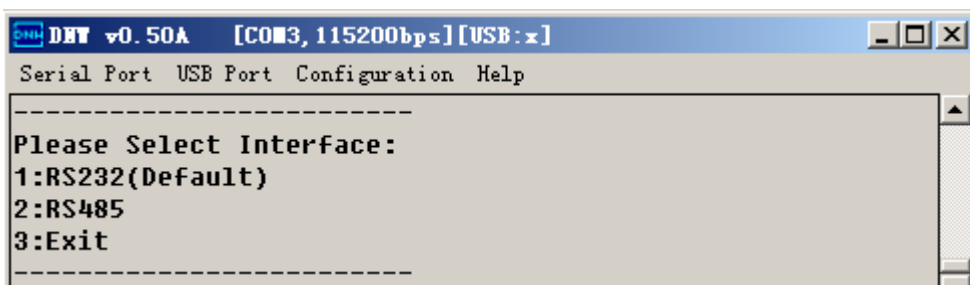 DNW DNW v0.50A [COM3,115200bps][USB:x]
Serial Port USB Port Configuration Help
--------------------------
Please Select Interface:
1:RS232(Default)
2:RS485
3:Exit
--------------------------